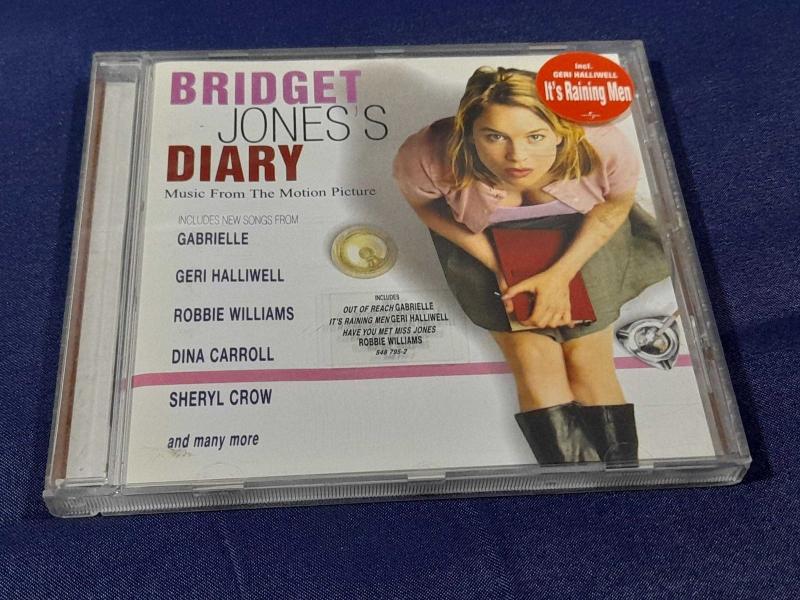 BRIDGET
JONES'S
DIARY
Music From The Motion Picture
INCLUDES NEW SONGS FROM
GABRIELLE
GERI HALLIWELL
ROBBIE WILLIAMS
DINA CARROLL
SHERYL CROW
and many more
INCLUDES
OUT OF REACH GABRIELLE
IT'S RAINING MEN GERI HALLIWELL
HAVE YOU MET MISS JONES
ROBBIE WILLIAMS
548 795-2
incl.
GERI HALLIWELL
It's Raining Men